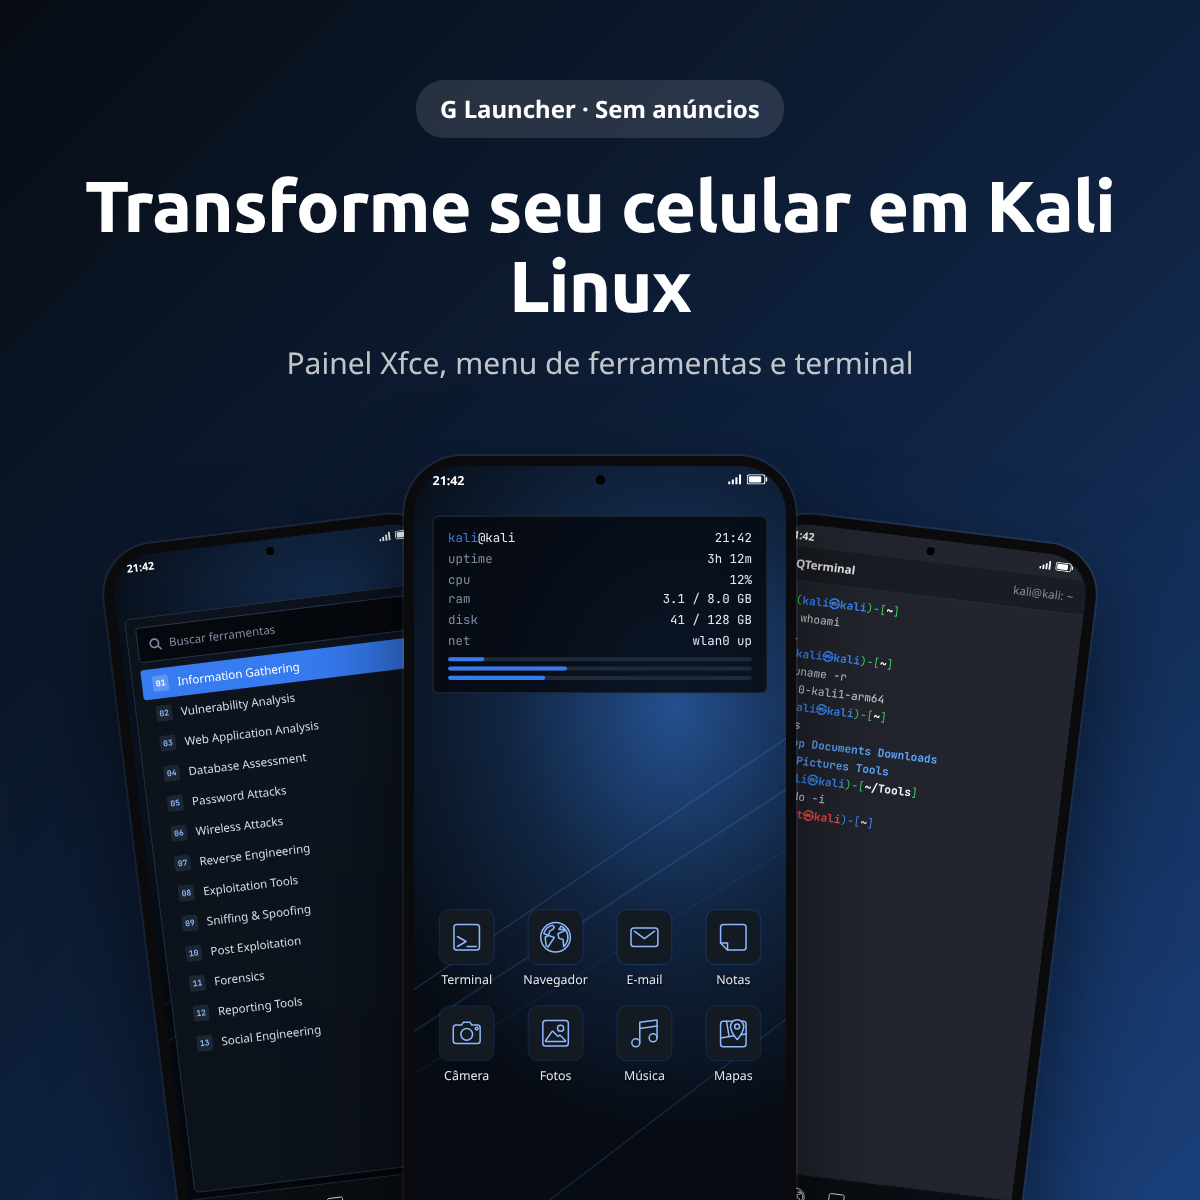 G Launcher · Sem anúncios
Transforme seu celular em Kali
Linux
Painel Xfce, menu de ferramentas e terminal
21:42
Buscar ferramentas
01 Information Gathering
02 Vulnerability Analysis
03 Web Application Analysis
04 Database Assessment
05 Password Attacks
06 Wireless Attacks
07 Reverse Engineering
08 Exploitation Tools
09 Sniffing & Spoofing
10 Post Exploitation
11 Forensics
12 Reporting Tools
13 Social Engineering
21:42
kali@kali 21:42
uptime 3h 12m
cpu 12%
ram 3.1 / 8.0 GB
disk 41 / 128 GB
net wlan0 up
Terminal Navegador E-mail Notas
Câmera Fotos Música Mapas
1:42
QTerminal kali@kali: ~
(kali㉿kali)-[~]
whoami
kali㉿kali)-[~]
uname -r
0-kali1-arm64
ali㉿kali)-[~]
s
p Documents Downloads
Pictures Tools
li㉿kali)-[~/Tools]
do -i
t㉿kali)-[~]